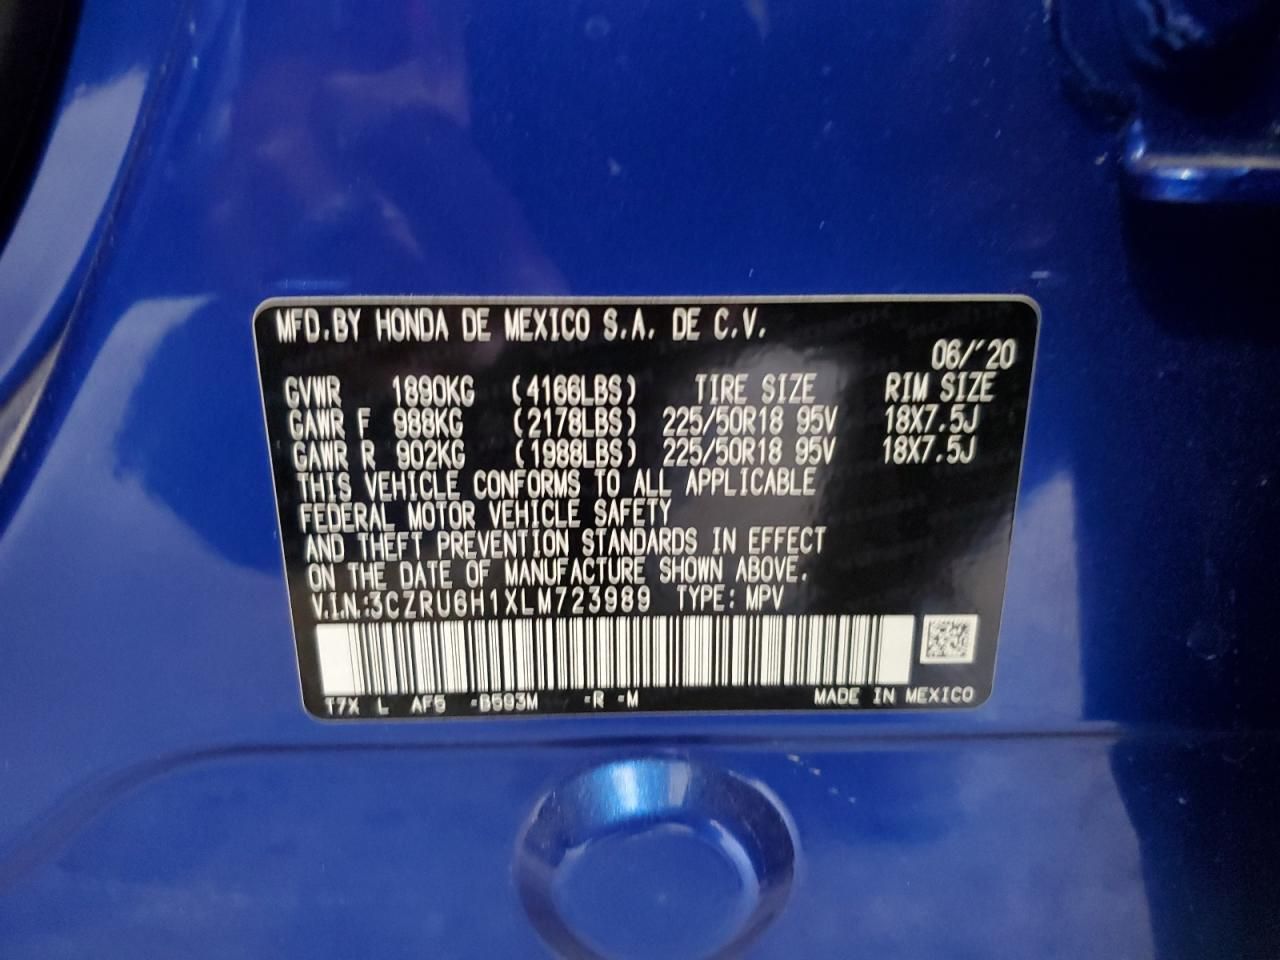 MFD.BY HONDA DE MEXICO S.A. DE C.V.
06/'20
GVWR 1890KG (4166LBS) TIRE SIZE RIM SIZE
GAWR F 988KG (2178LBS) 225/50R18 95V 18X7.5J
GAWR R 902KG (1988LBS) 225/50R18 95V 18X7.5J
THIS VEHICLE CONFORMS TO ALL APPLICABLE
FEDERAL MOTOR VEHICLE SAFETY
AND THEFT PREVENTION STANDARDS IN EFFECT
ON THE DATE OF MANUFACTURE SHOWN ABOVE.
V.I.N.:3CZRU6H1XLM723989 TYPE: MPV
T7X L AF5 -B593M -R -M MADE IN MEXICO